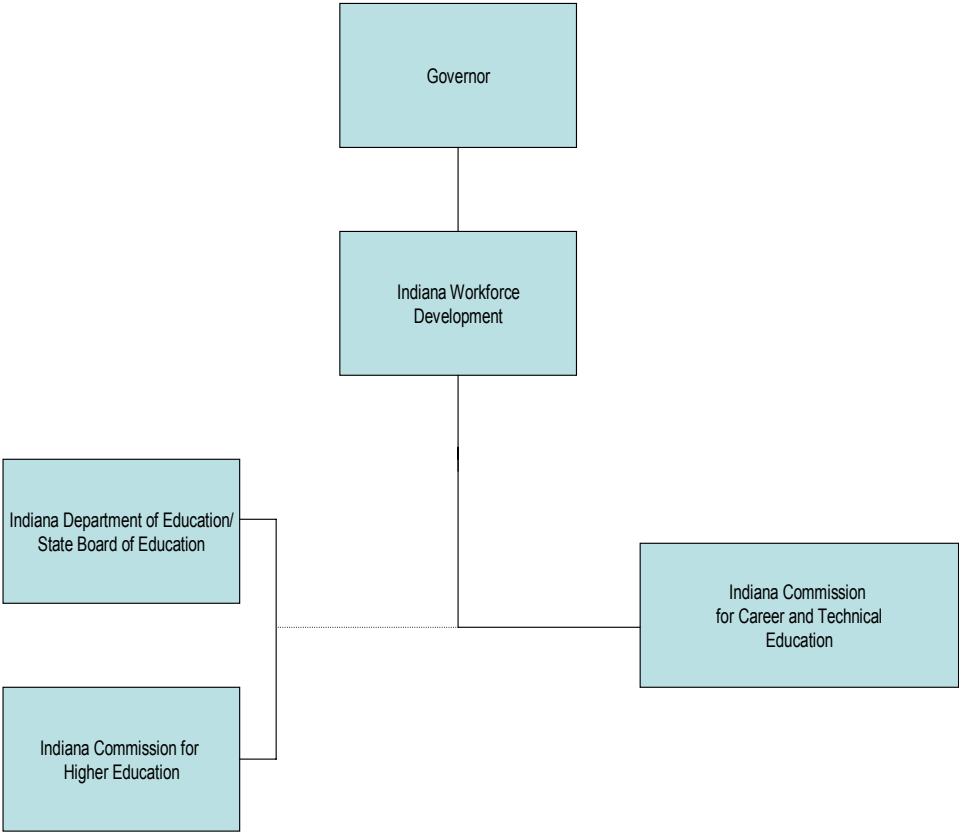 Governor
Indiana Workforce
Development
Indiana Department of Education/
State Board of Education
Indiana Commission
for Career and Technical
Education
Indiana Commission for
Higher Education